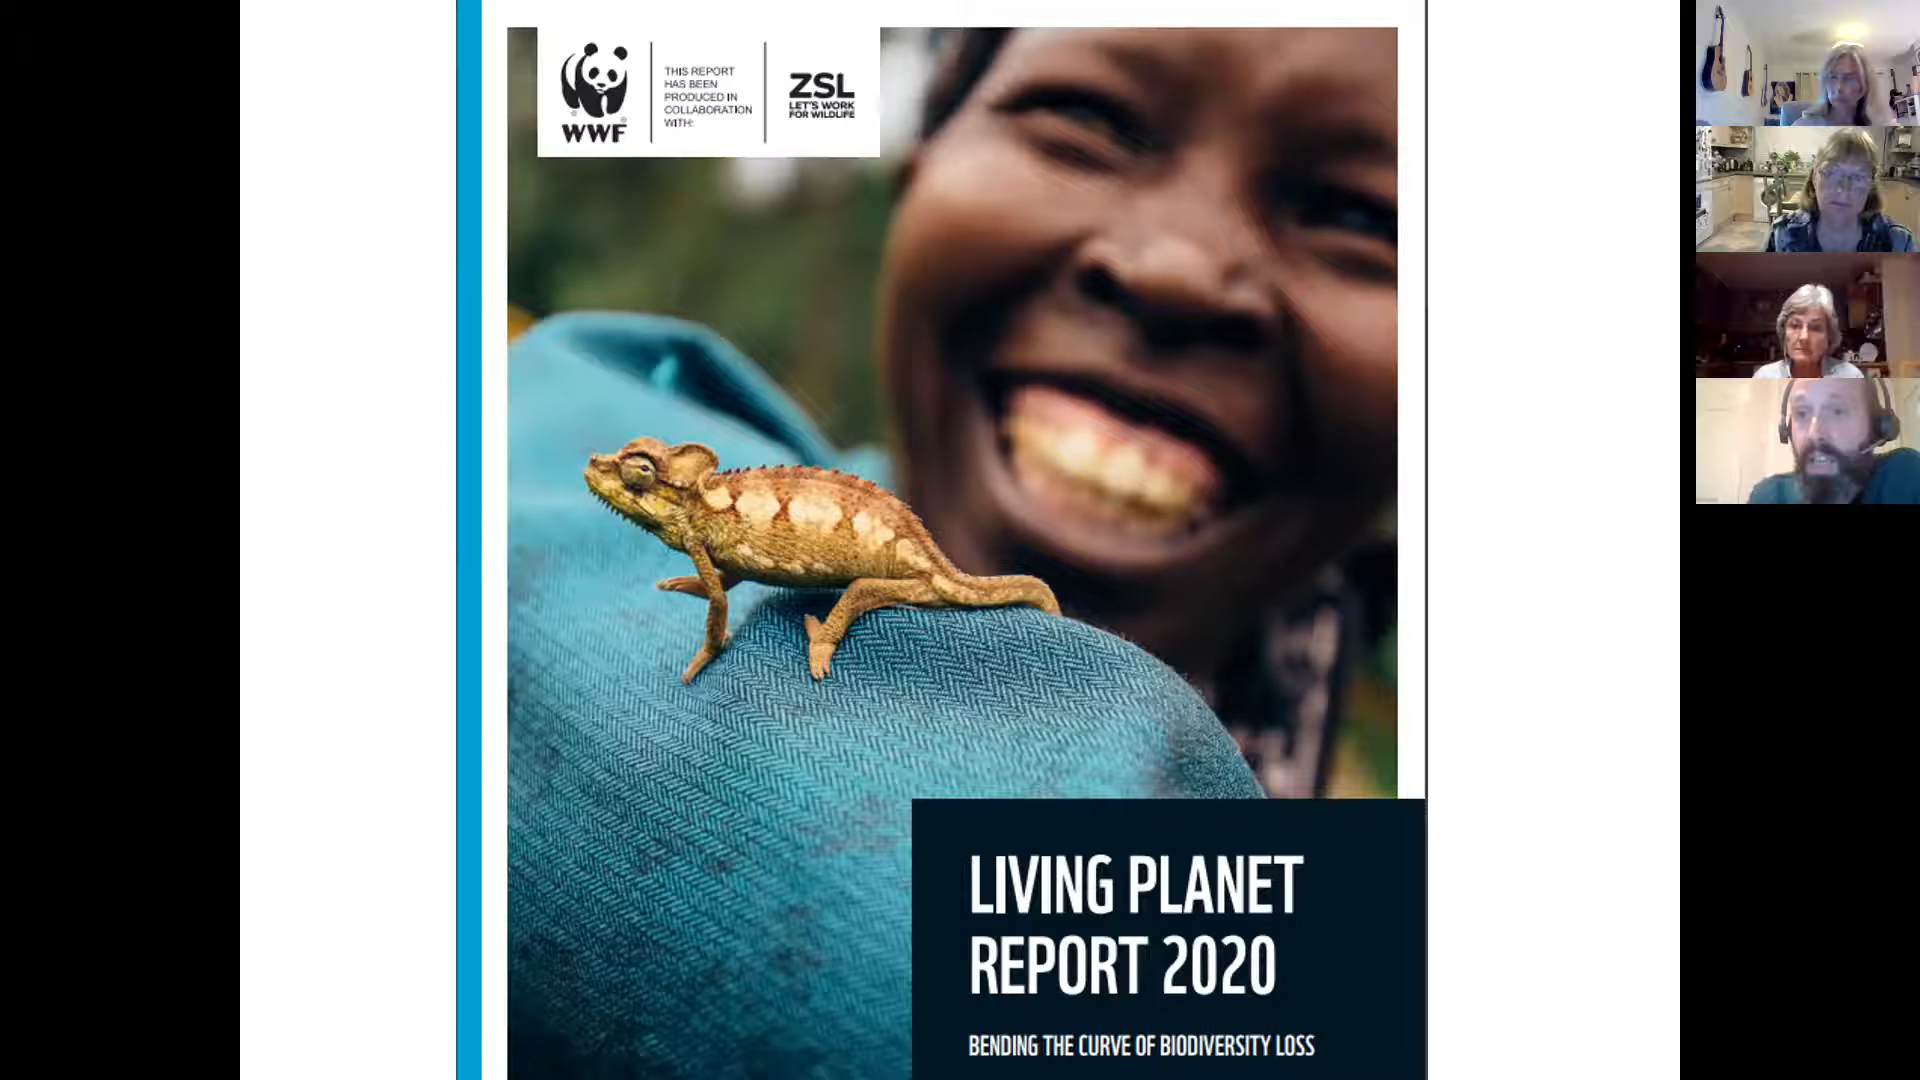 WWF
THIS REPORT
HAS BEEN
PRODUCED IN
COLLABORATION
WITH:
ZSL
LET'S WORK
FOR WILDLIFE
LIVING PLANET
REPORT 2020
BENDING THE CURVE OF BIODIVERSITY LOSS